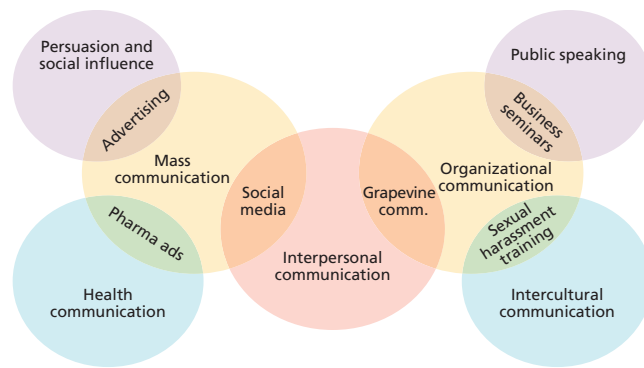 Persuasion and
social influence
Public speaking
Advertising
Business
seminars
Mass
communication
Organizational
communication
Social
media
Grapevine
comm.
Pharma ads
Sexual
harassment
training
Interpersonal
communication
Health
communication
Intercultural
communication